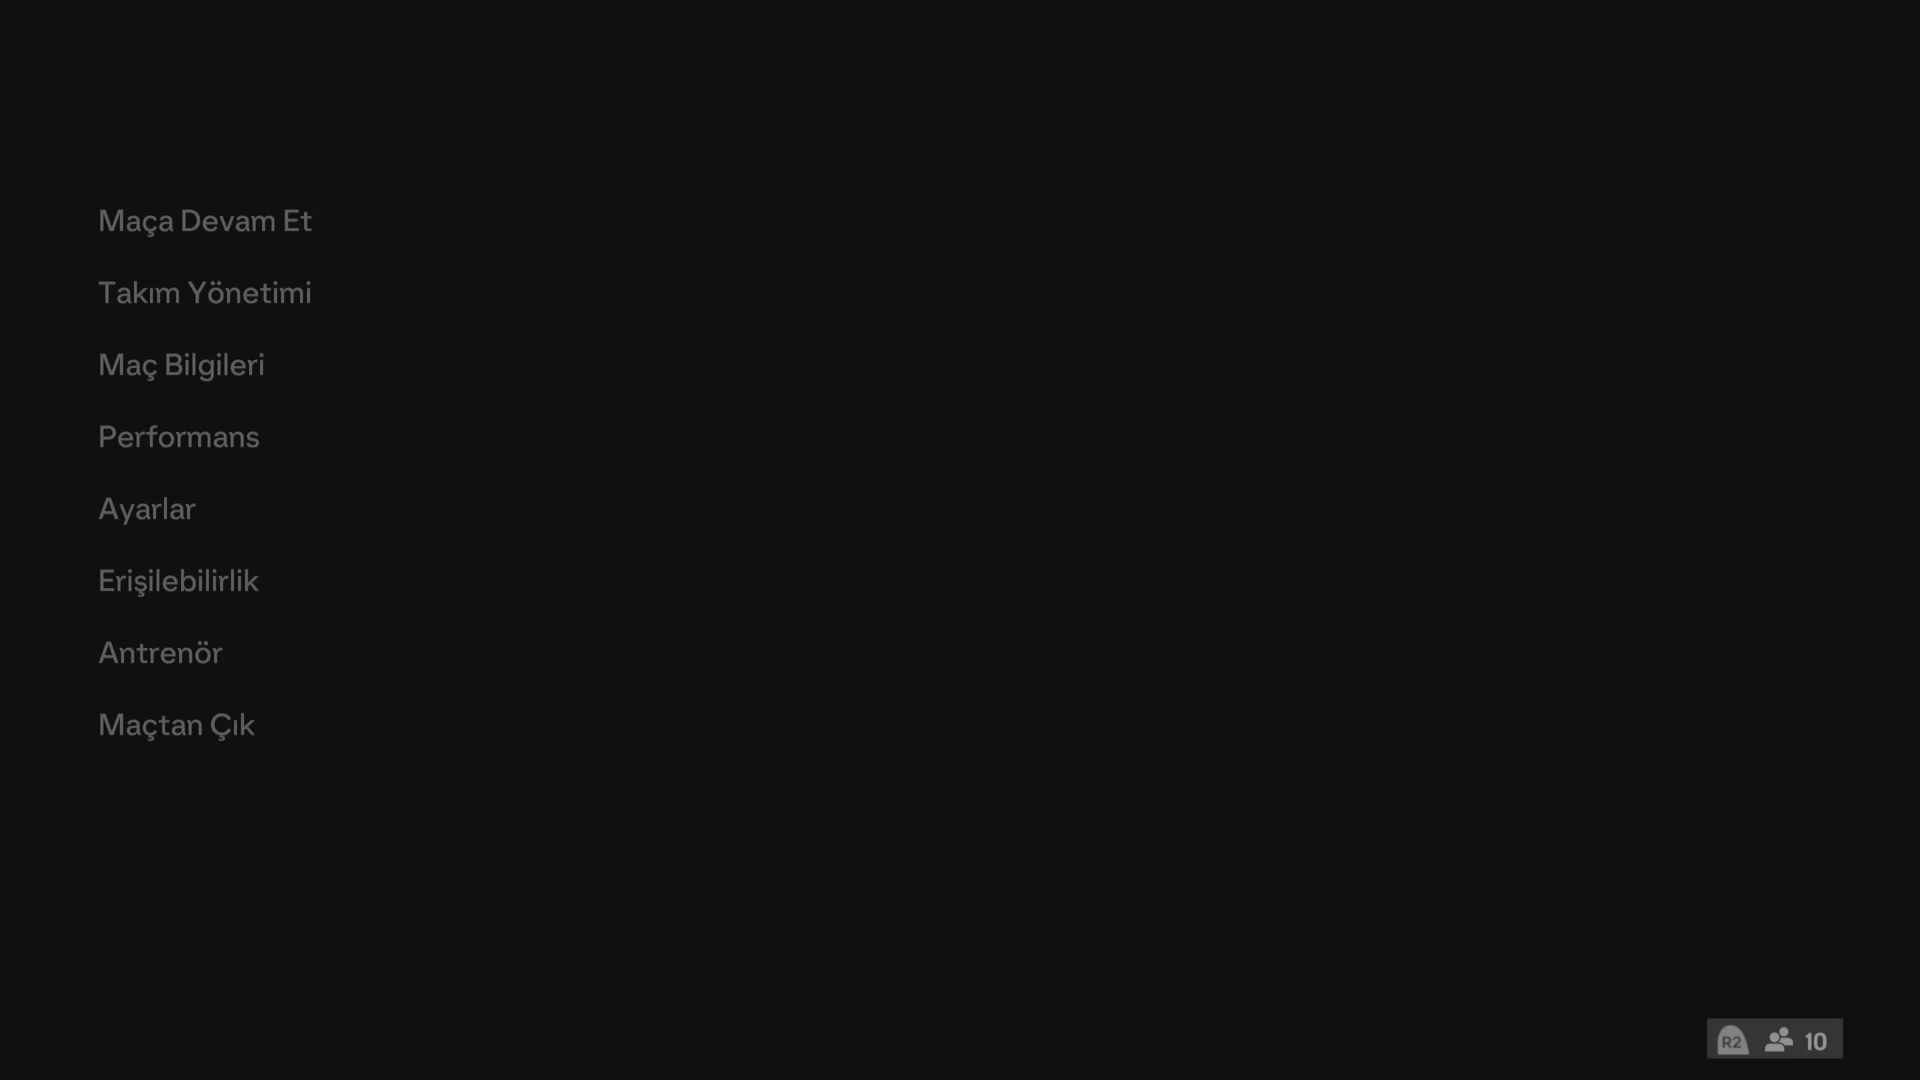 Maça Devam Et
Takım Yönetimi
Maç Bilgileri
Performans
Ayarlar
Erişilebilirlik
Antrenör
Maçtan Çık
R2 10